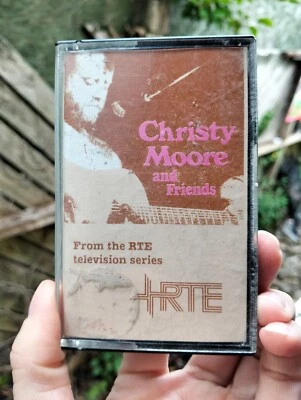 Christy
Moore
and
Friends
From the RTE
television series
RTE